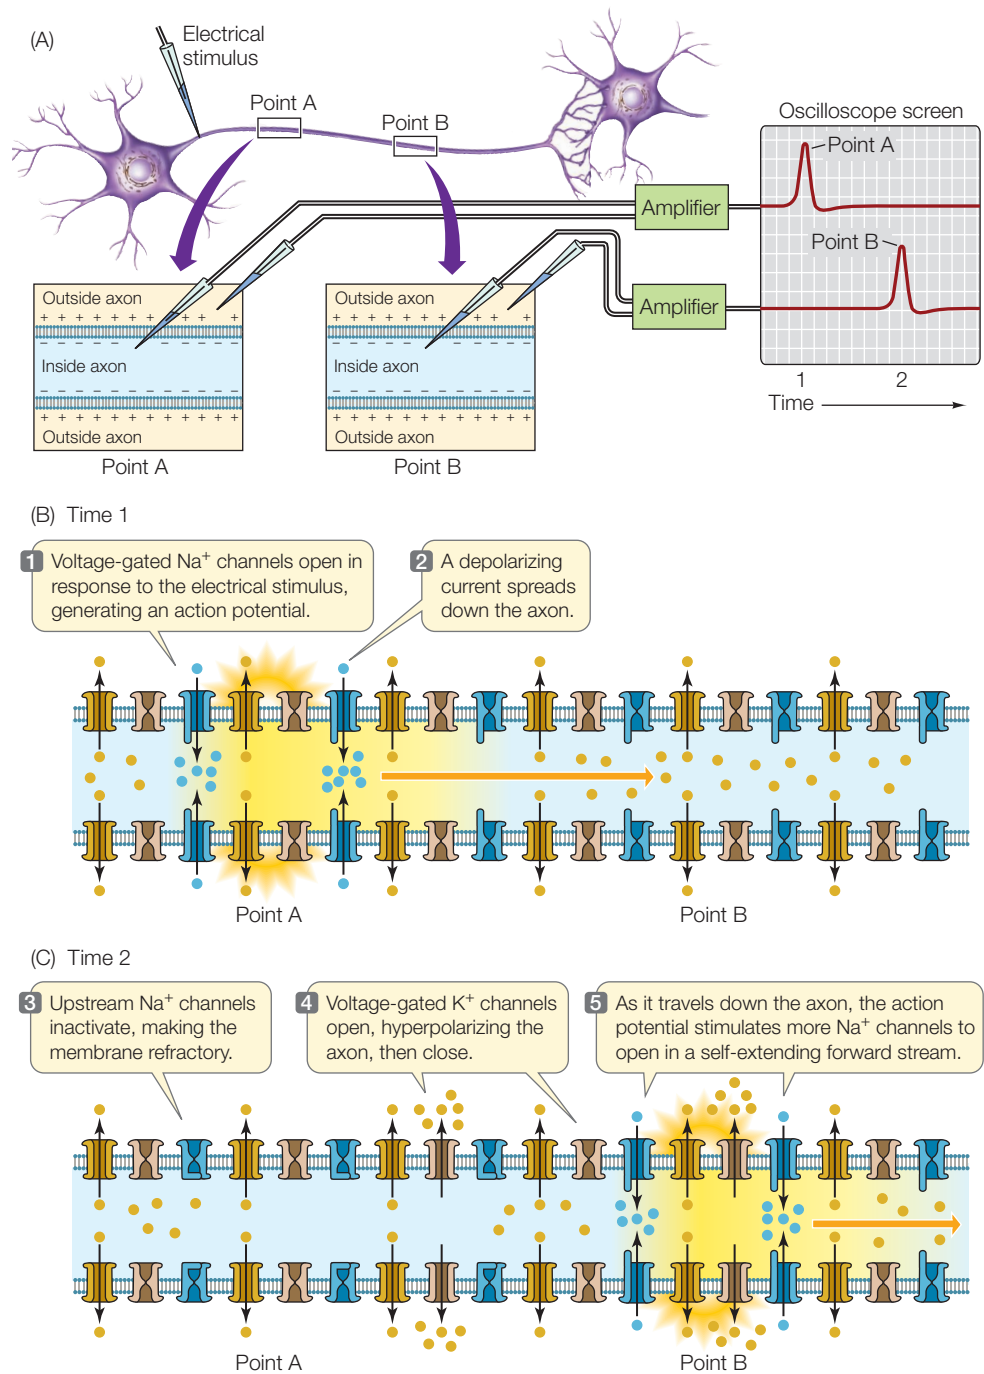 (A)
Electrical
stimulus
Point A
Point B
Oscilloscope screen
Point A
Amplifier
Point B
Outside axon
+ + + + + + + + + + + +
– – – – – – – – – –
Inside axon
– – – – – – – – – – –
+ + + + + + + + + + + +
Outside axon
Point A
Outside axon
+ + + + + + + + + + + +
– – – – – – – – – –
Inside axon
– – – – – – – – – – –
+ + + + + + + + + + + +
Outside axon
Point B
Amplifier
1 2
Time
(B) Time 1
1 Voltage-gated Na⁺ channels open in
response to the electrical stimulus,
generating an action potential.
2 A depolarizing
current spreads
down the axon.
Point A
Point B
(C) Time 2
3 Upstream Na⁺ channels
inactivate, making the
membrane refractory.
4 Voltage-gated K⁺ channels
open, hyperpolarizing the
axon, then close.
5 As it travels down the axon, the action
potential stimulates more Na⁺ channels to
open in a self-extending forward stream.
Point A
Point B